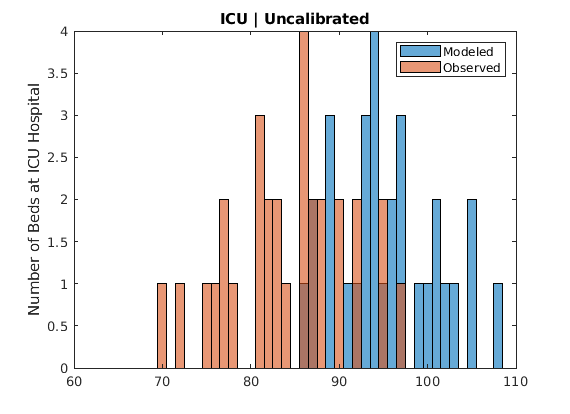 ICU | Uncalibrated
Number of Beds at ICU Hospital
4
3.5
3
2.5
2
1.5
1
0.5
0
60 70 80 90 100 110
Modeled
Observed